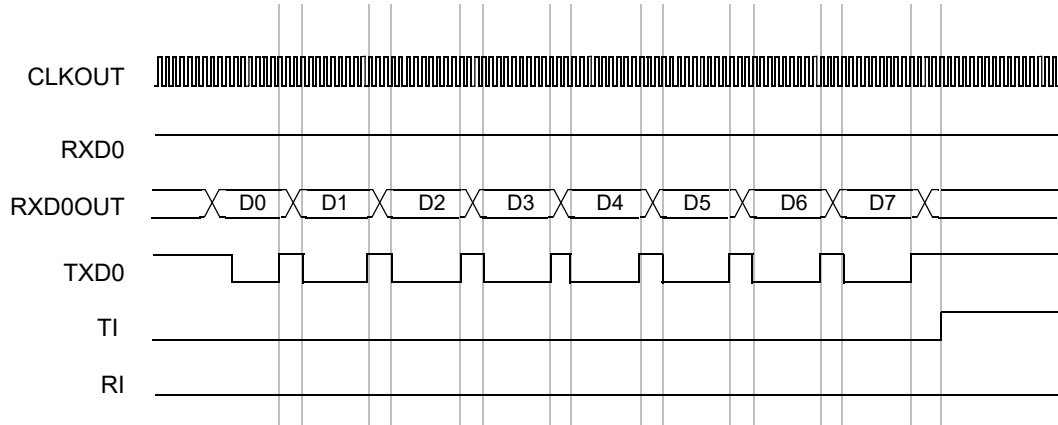 CLKOUT
RXD0
RXD0OUT D0 D1 D2 D3 D4 D5 D6 D7
TXD0
TI
RI